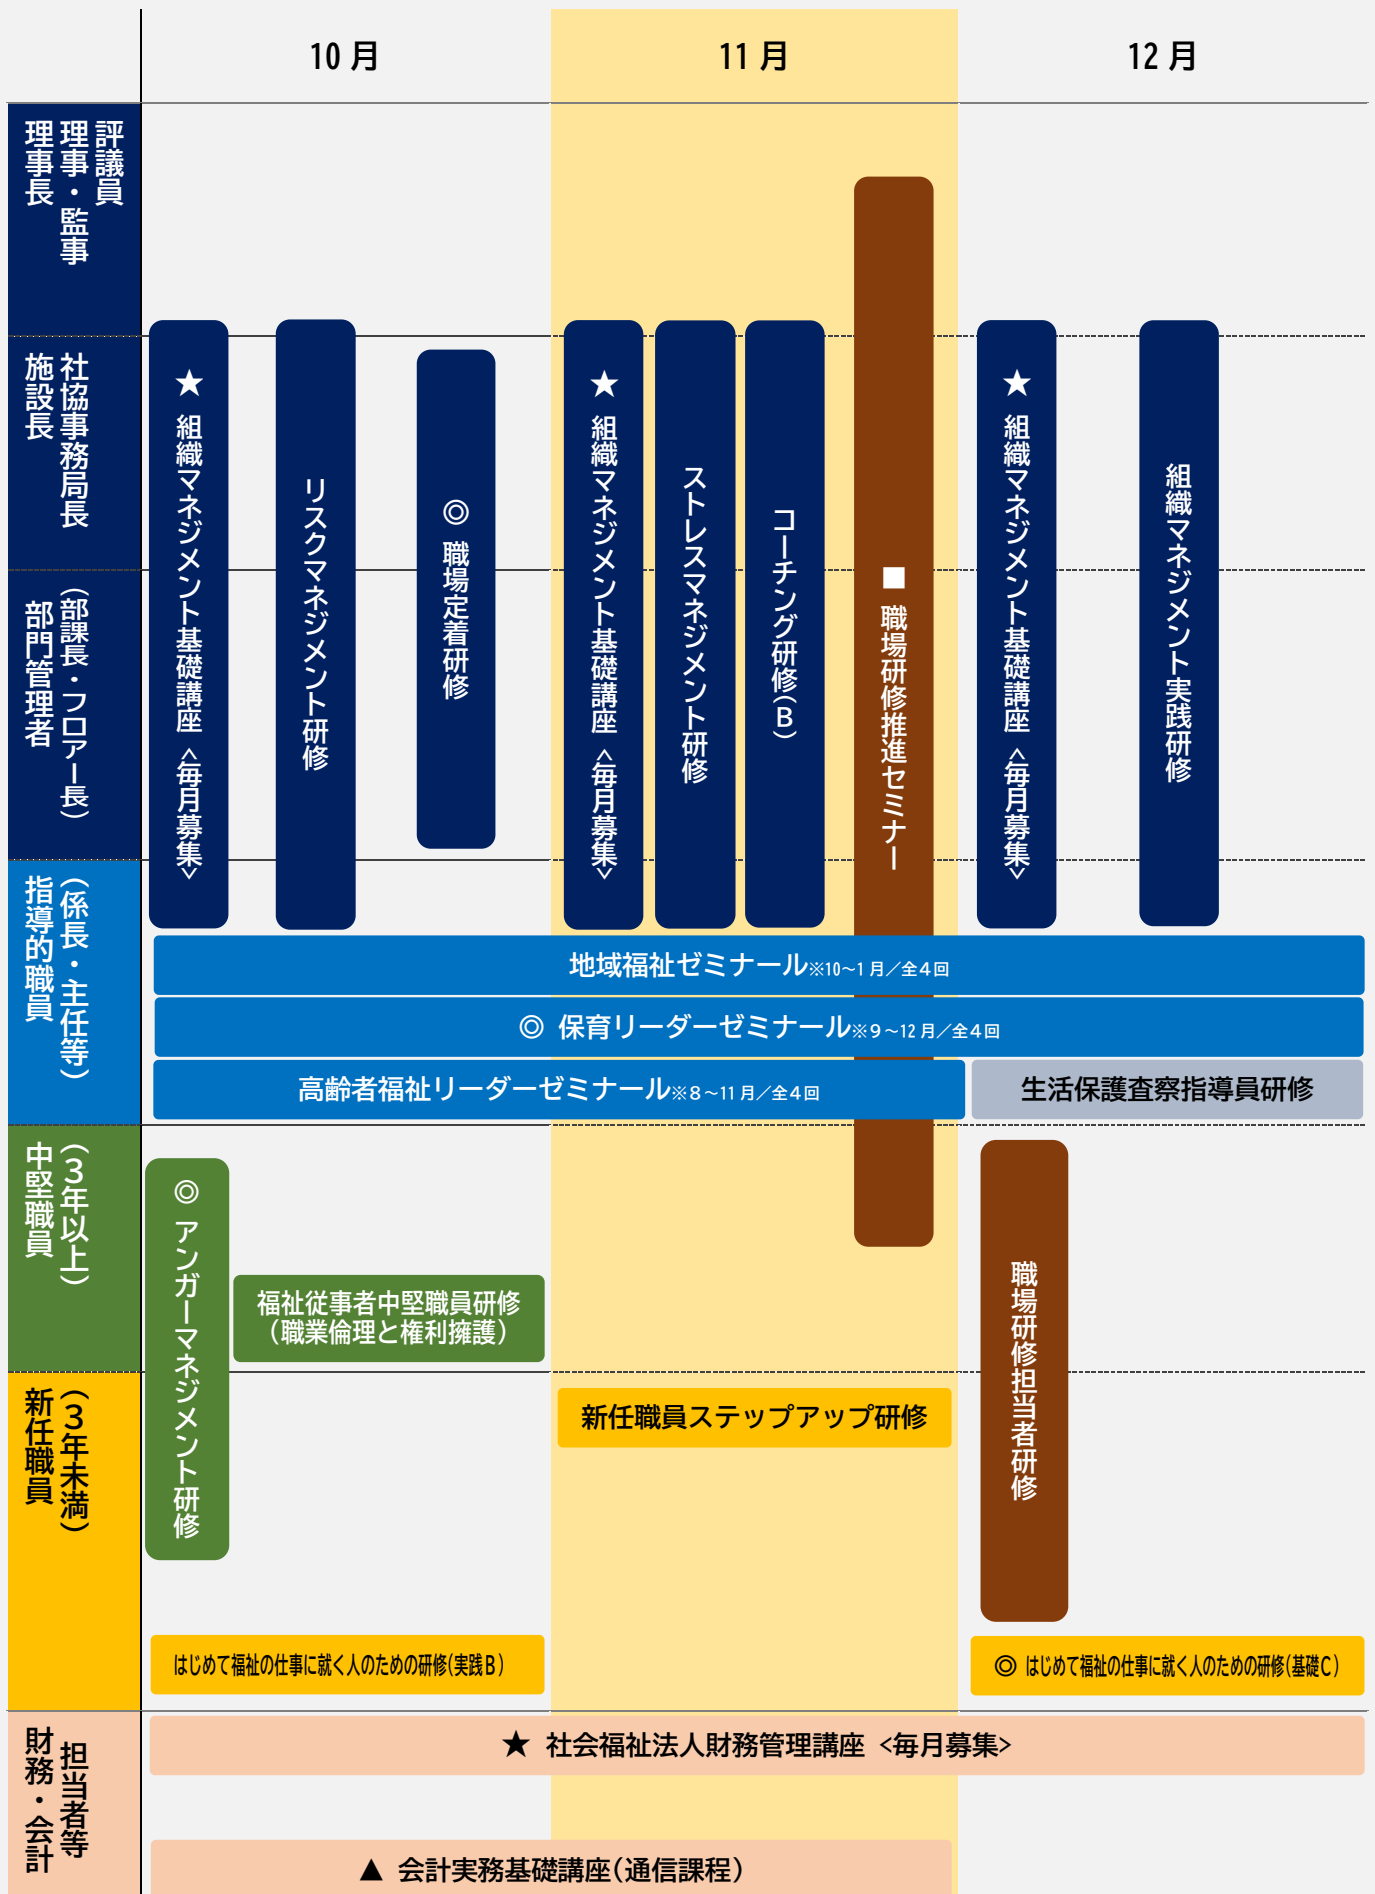 10 月
11 月
12 月
評議員
理事・監事
理事長
社協事務局長
施設長
（部課長・フロアー長）
部門管理者
（係長・主任等）
指導的職員
（３年以上）
中堅職員
（３年未満）
新任職員
担当者等
財務・会計
★ 組織マネジメント基礎講座 <毎月募集>
リスクマネジメント研修
◎ 職場定着研修
★ 組織マネジメント基礎講座 <毎月募集>
ストレスマネジメント研修
コーチング研修（Ｂ）
■ 職場研修推進セミナー
★ 組織マネジメント基礎講座 <毎月募集>
組織マネジメント実践研修
地域福祉ゼミナール※10～1 月／全４回
◎ 保育リーダーゼミナール※９～12 月／全４回
高齢者福祉リーダーゼミナール※８～11 月／全４回
生活保護査察指導員研修
◎ アンガーマネジメント研修
福祉従事者中堅職員研修
（職業倫理と権利擁護）
新任職員ステップアップ研修
職場研修担当者研修
はじめて福祉の仕事に就く人のための研修(実践Ｂ)
◎ はじめて福祉の仕事に就く人のための研修(基礎Ｃ)
★ 社会福祉法人財務管理講座 <毎月募集>
▲ 会計実務基礎講座（通信課程）